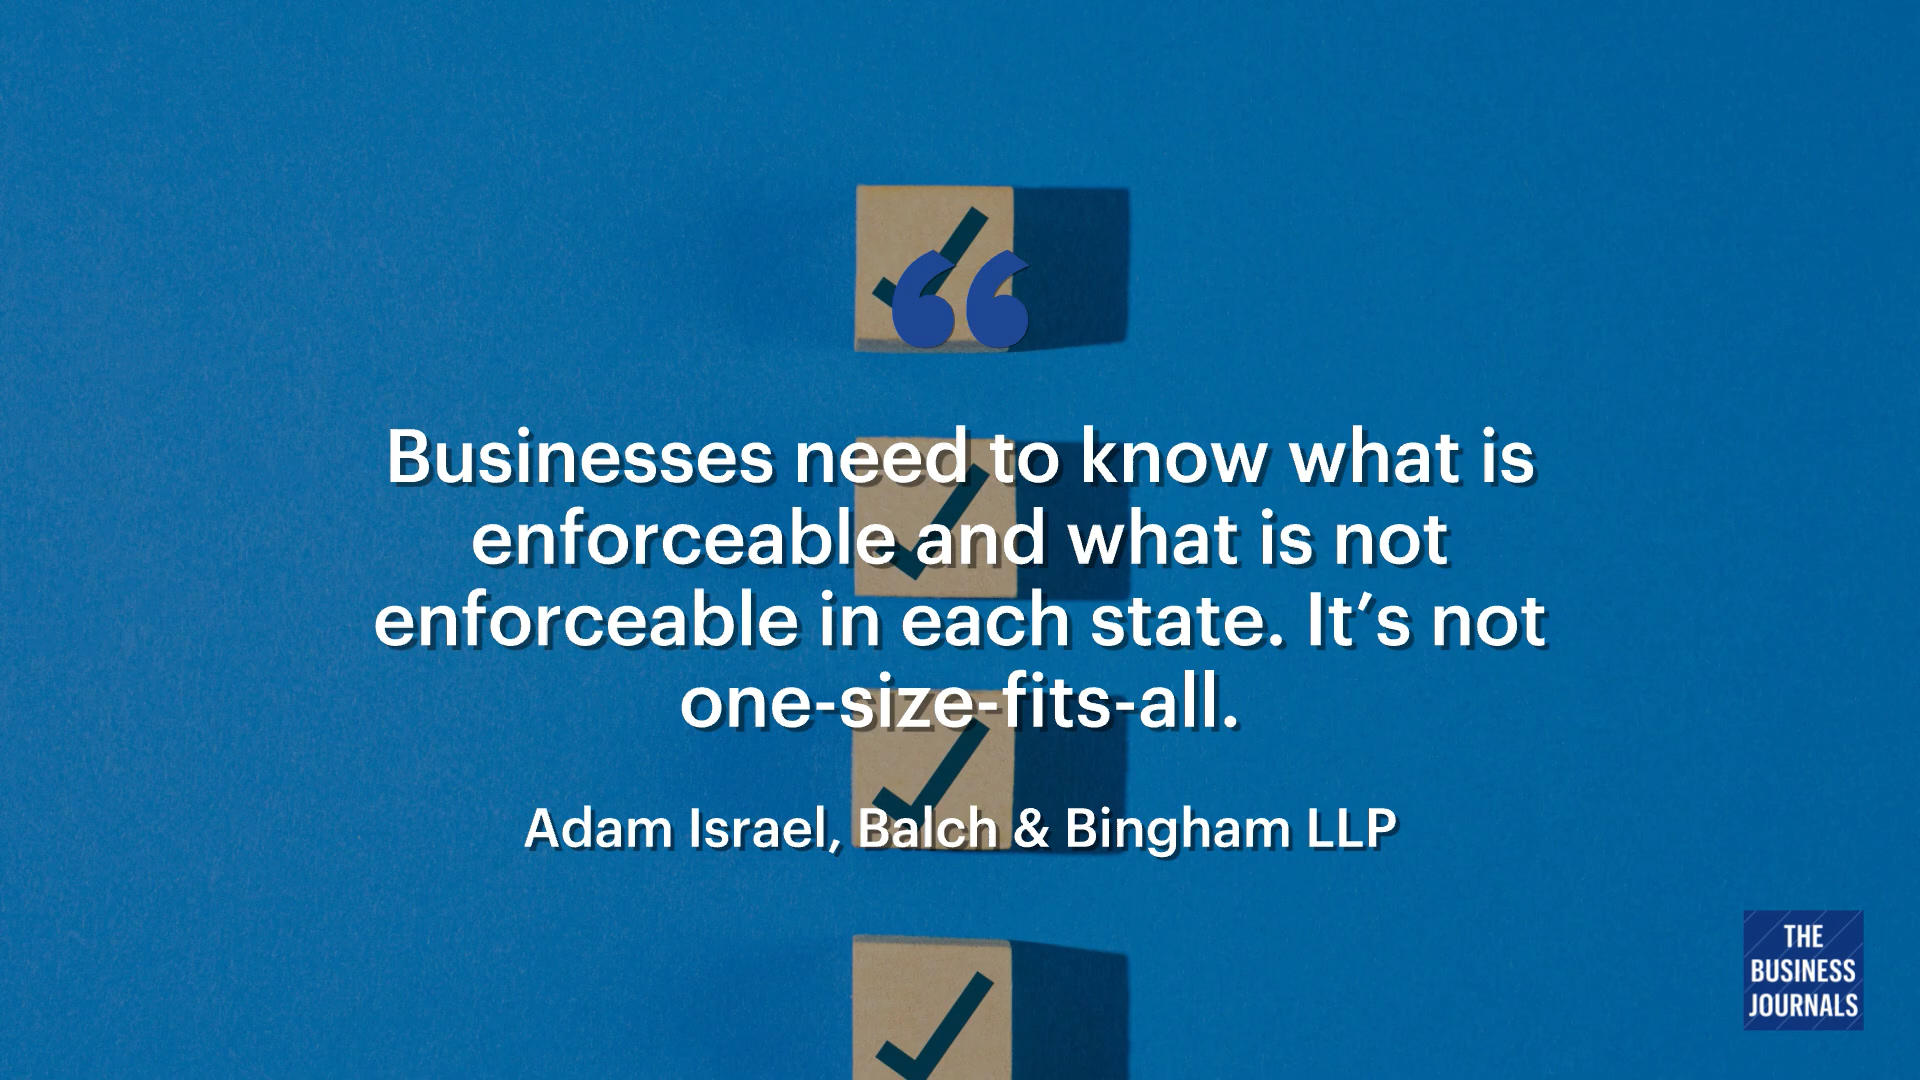 “
Businesses need to know what is
enforceable and what is not
enforceable in each state. It’s not
one-size-fits-all.
Adam Israel, Balch & Bingham LLP
THE
BUSINESS
JOURNALS